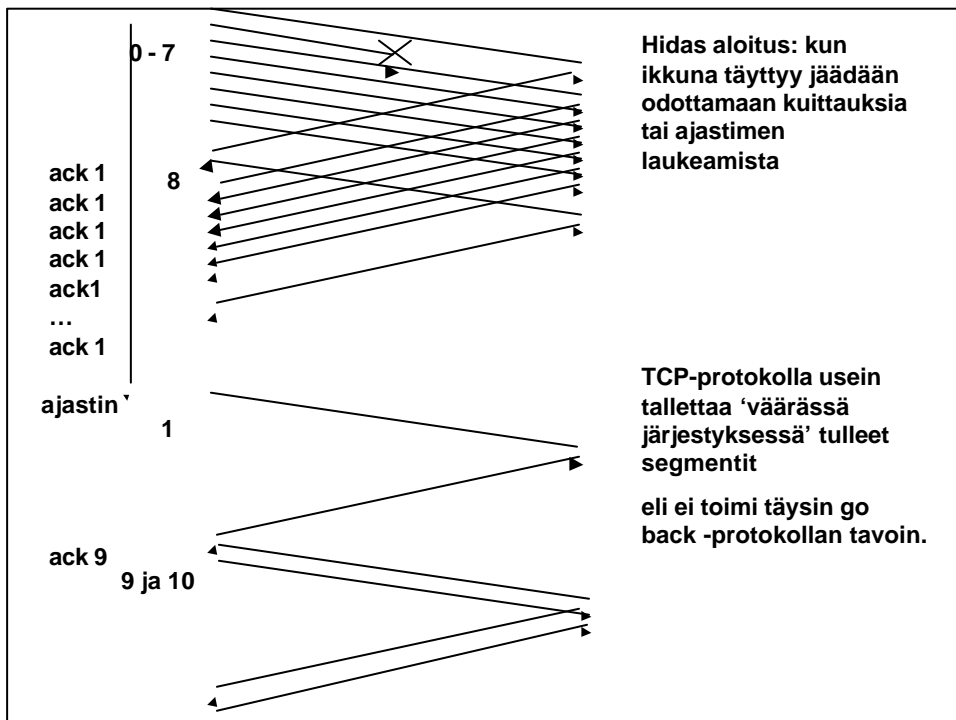 0 - 7
Hidas aloitus: kun
ikkuna täyttyy jäädään
odottamaan kuittauksia
tai ajastimen
laukeamista
ack 1
8
ack 1
ack 1
ack 1
ack1
…
ack 1
ajastin
1
TCP-protokolla usein
tallettaa ‘väärässä
järjestyksessä’ tulleet
segmentit
eli ei toimi täysin go
back -protokollan tavoin.
ack 9
9 ja 10